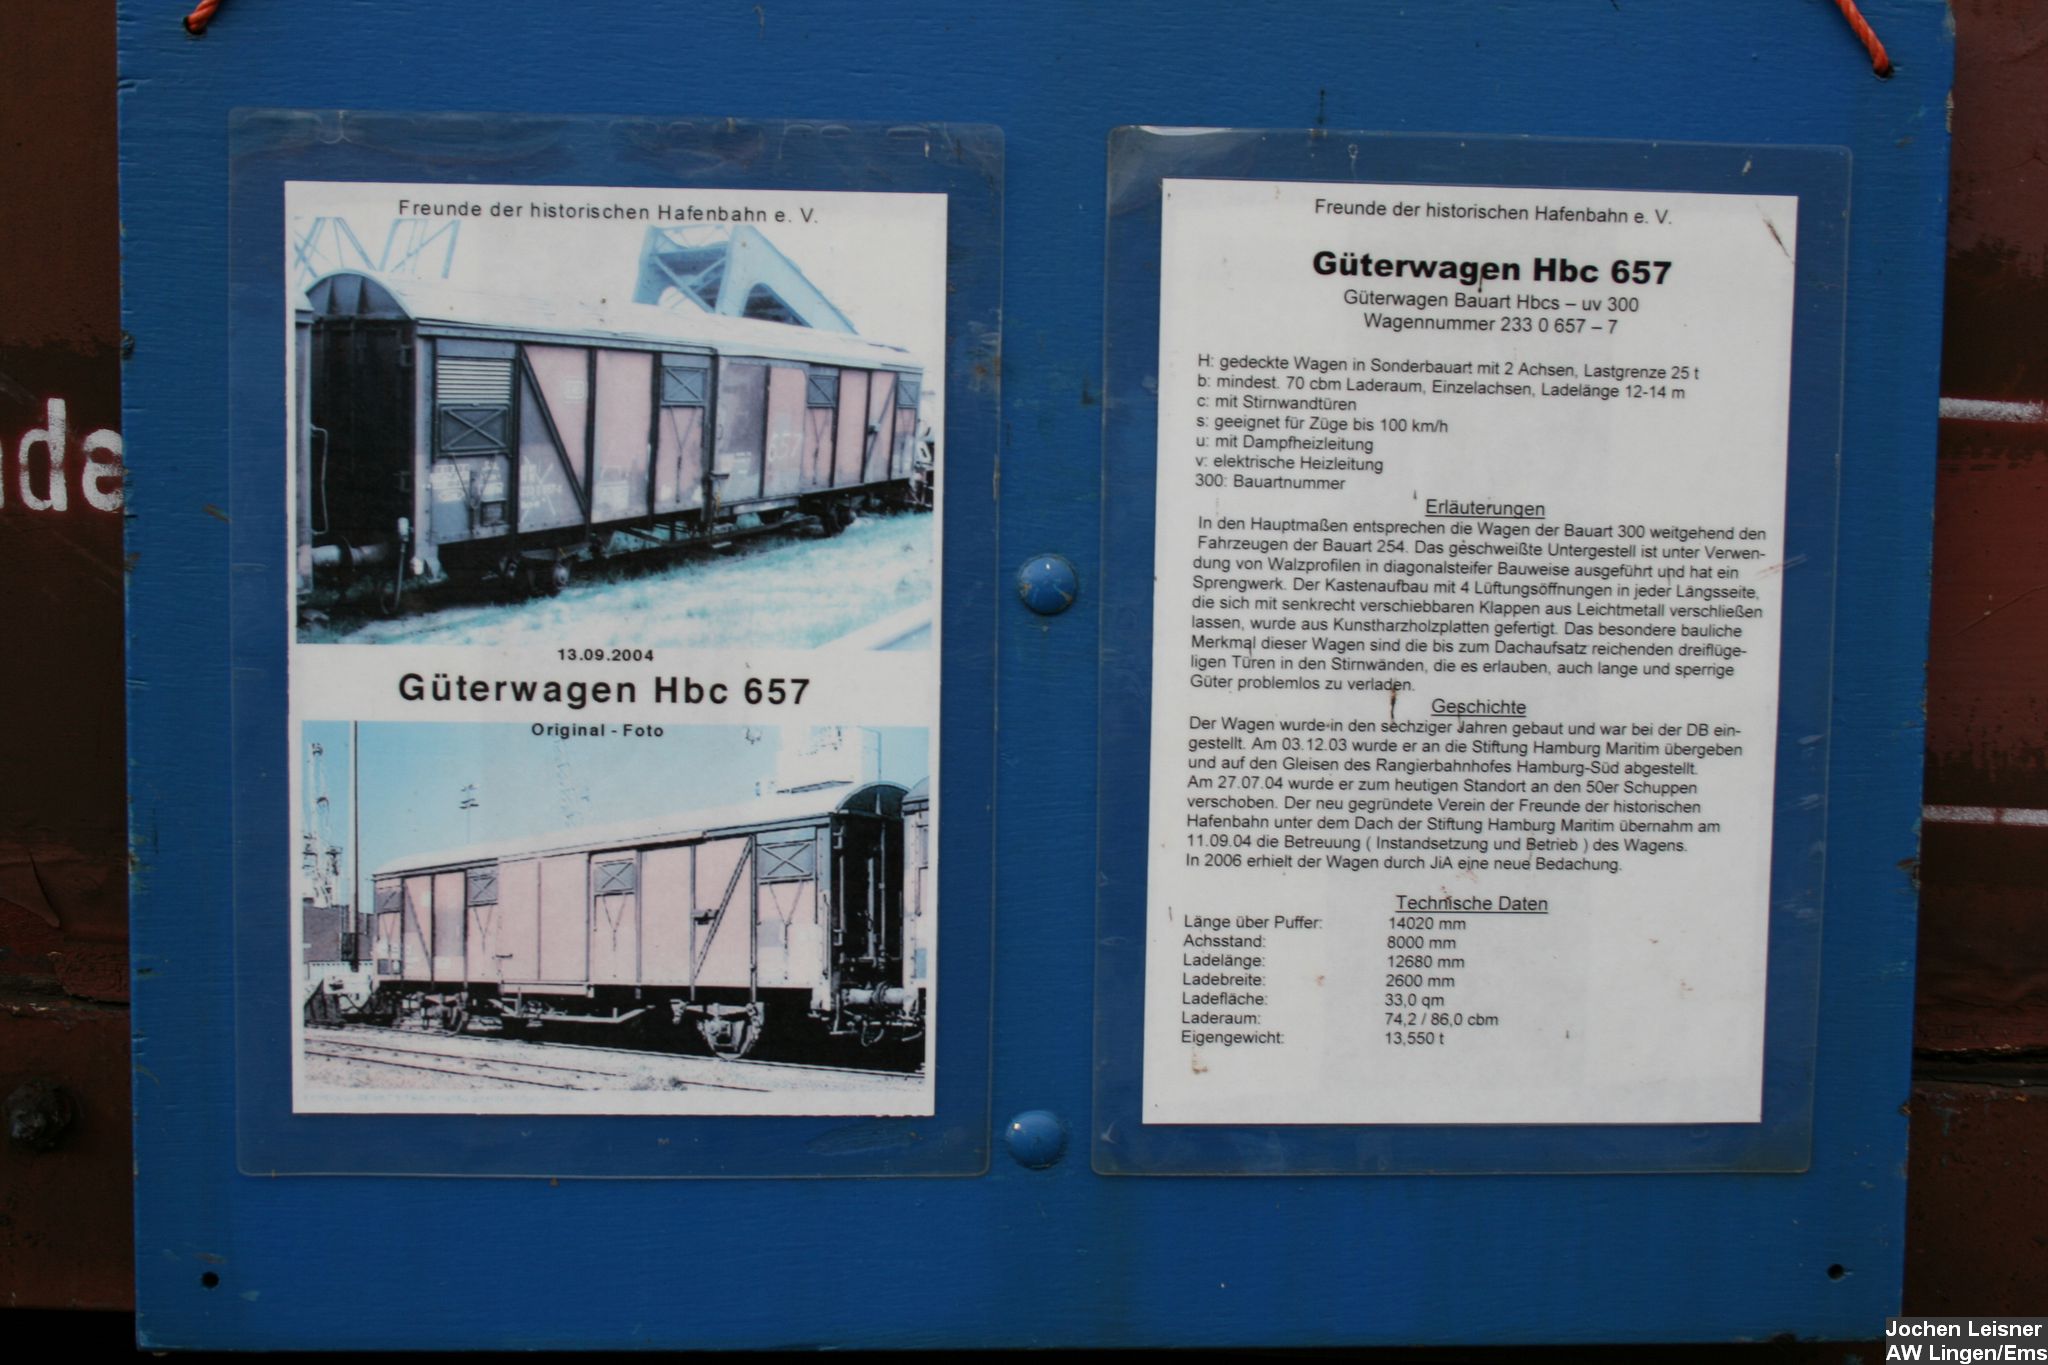 Freunde der historischen Hafenbahn e. V.
657
13.09.2004
Güterwagen Hbc 657
Original - Foto
Freunde der historischen Hafenbahn e. V.
Güterwagen Hbc 657
Güterwagen Bauart Hbcs – uv 300
Wagennummer 233 0 657 – 7
H: gedeckte Wagen in Sonderbauart mit 2 Achsen, Lastgrenze 25 t
b: mindest. 70 cbm Laderaum, Einzelachsen, Ladelänge 12-14 m
c: mit Stirnwandtüren
s: geeignet für Züge bis 100 km/h
u: mit Dampfheizleitung
v: elektrische Heizleitung
300: Bauartnummer
Erläuterungen
In den Hauptmaßen entsprechen die Wagen der Bauart 300 weitgehend den
Fahrzeugen der Bauart 254. Das geschweißte Untergestell ist unter Verwen-
dung von Walzprofilen in diagonalsteifer Bauweise ausgeführt und hat ein
Sprengwerk. Der Kastenaufbau mit 4 Lüftungsöffnungen in jeder Längsseite,
die sich mit senkrecht verschiebbaren Klappen aus Leichtmetall verschließen
lassen, wurde aus Kunstharzholzplatten gefertigt. Das besondere bauliche
Merkmal dieser Wagen sind die bis zum Dachaufsatz reichenden dreiflüge-
ligen Türen in den Stirnwänden, die es erlauben, auch lange und sperrige
Güter problemlos zu verladen.
Geschichte
Der Wagen wurde in den sechziger Jahren gebaut und war bei der DB ein-
gestellt. Am 03.12.03 wurde er an die Stiftung Hamburg Maritim übergeben
und auf den Gleisen des Rangierbahnhofes Hamburg-Süd abgestellt.
Am 27.07.04 wurde er zum heutigen Standort an den 50er Schuppen
verschoben. Der neu gegründete Verein der Freunde der historischen
Hafenbahn unter dem Dach der Stiftung Hamburg Maritim übernahm am
11.09.04 die Betreuung ( Instandsetzung und Betrieb ) des Wagens.
In 2006 erhielt der Wagen durch JiA eine neue Bedachung.
Technische Daten
Länge über Puffer: 14020 mm
Achsstand: 8000 mm
Ladelänge: 12680 mm
Ladebreite: 2600 mm
Ladefläche: 33,0 qm
Laderaum: 74,2 / 86,0 cbm
Eigengewicht: 13,550 t
Jochen Leisner
AW Lingen/Ems